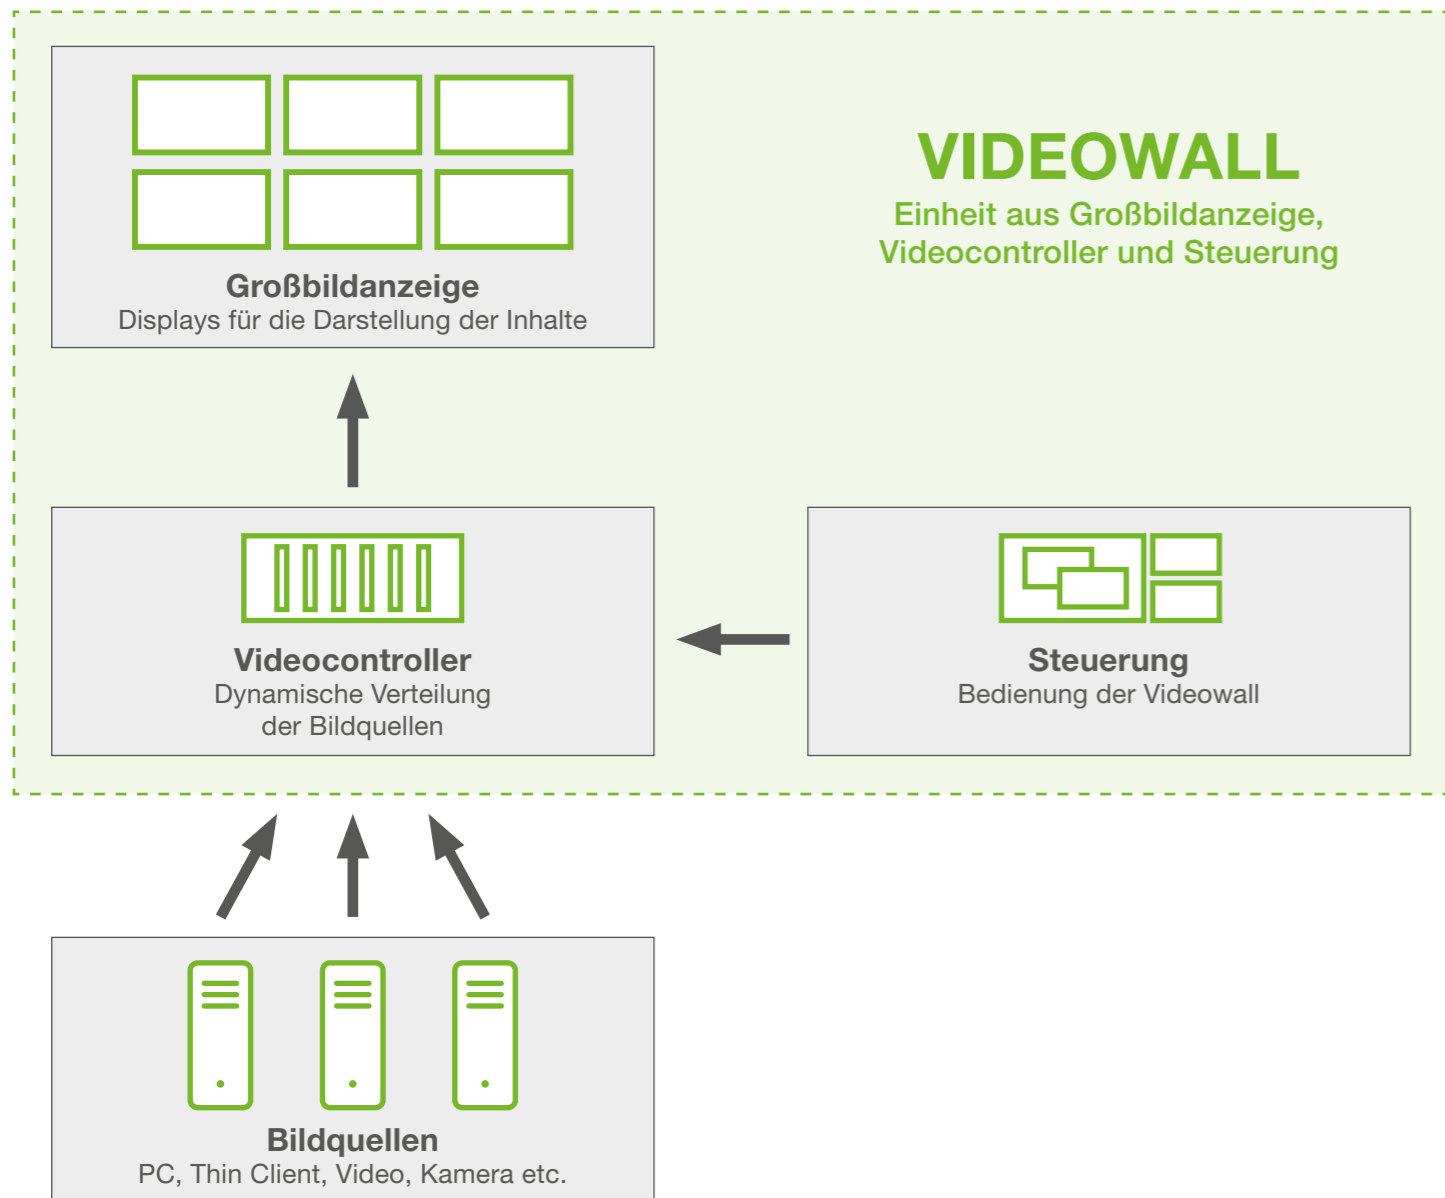 VIDEOWALL
Einheit aus Großbildanzeige,
Videocontroller und Steuerung
Großbildanzeige
Displays für die Darstellung der Inhalte
Videocontroller
Dynamische Verteilung
der Bildquellen
Steuerung
Bedienung der Videowall
Bildquellen
PC, Thin Client, Video, Kamera etc.